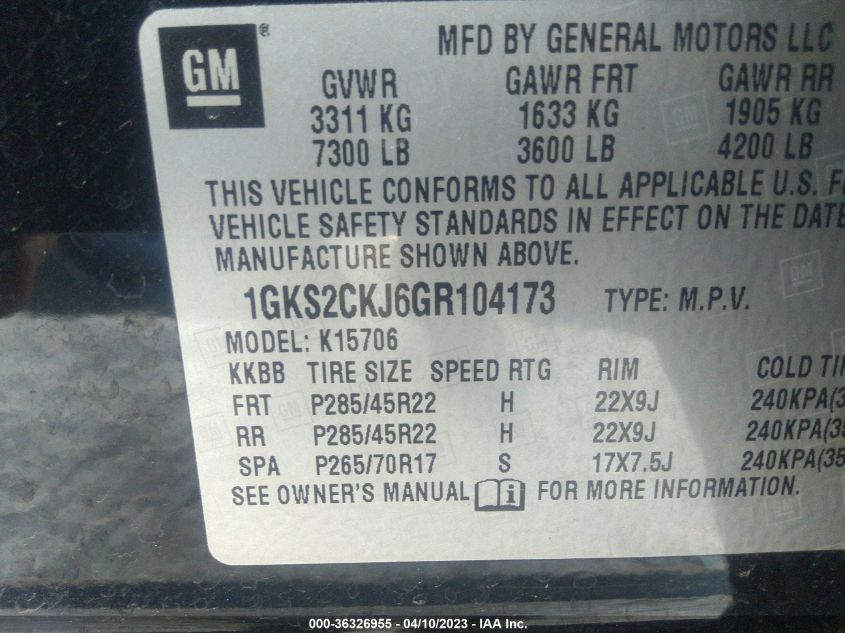 GM ®
MFD BY GENERAL MOTORS LLC
GVWR GAWR FRT GAWR RR
3311 KG 1633 KG 1905 KG
7300 LB 3600 LB 4200 LB
THIS VEHICLE CONFORMS TO ALL APPLICABLE U.S. F
VEHICLE SAFETY STANDARDS IN EFFECT ON THE DATE
MANUFACTURE SHOWN ABOVE.
1GKS2CKJ6GR104173 TYPE: M.P.V.
MODEL: K15706
KKBB TIRE SIZE SPEED RTG RIM COLD TI
FRT P285/45R22 H 22X9J 240KPA(3
RR P285/45R22 H 22X9J 240KPA(35
SPA P265/70R17 S 17X7.5J 240KPA(35
SEE OWNER'S MANUAL i FOR MORE INFORMATION.
000-36326955 - 04/10/2023 - IAA Inc.